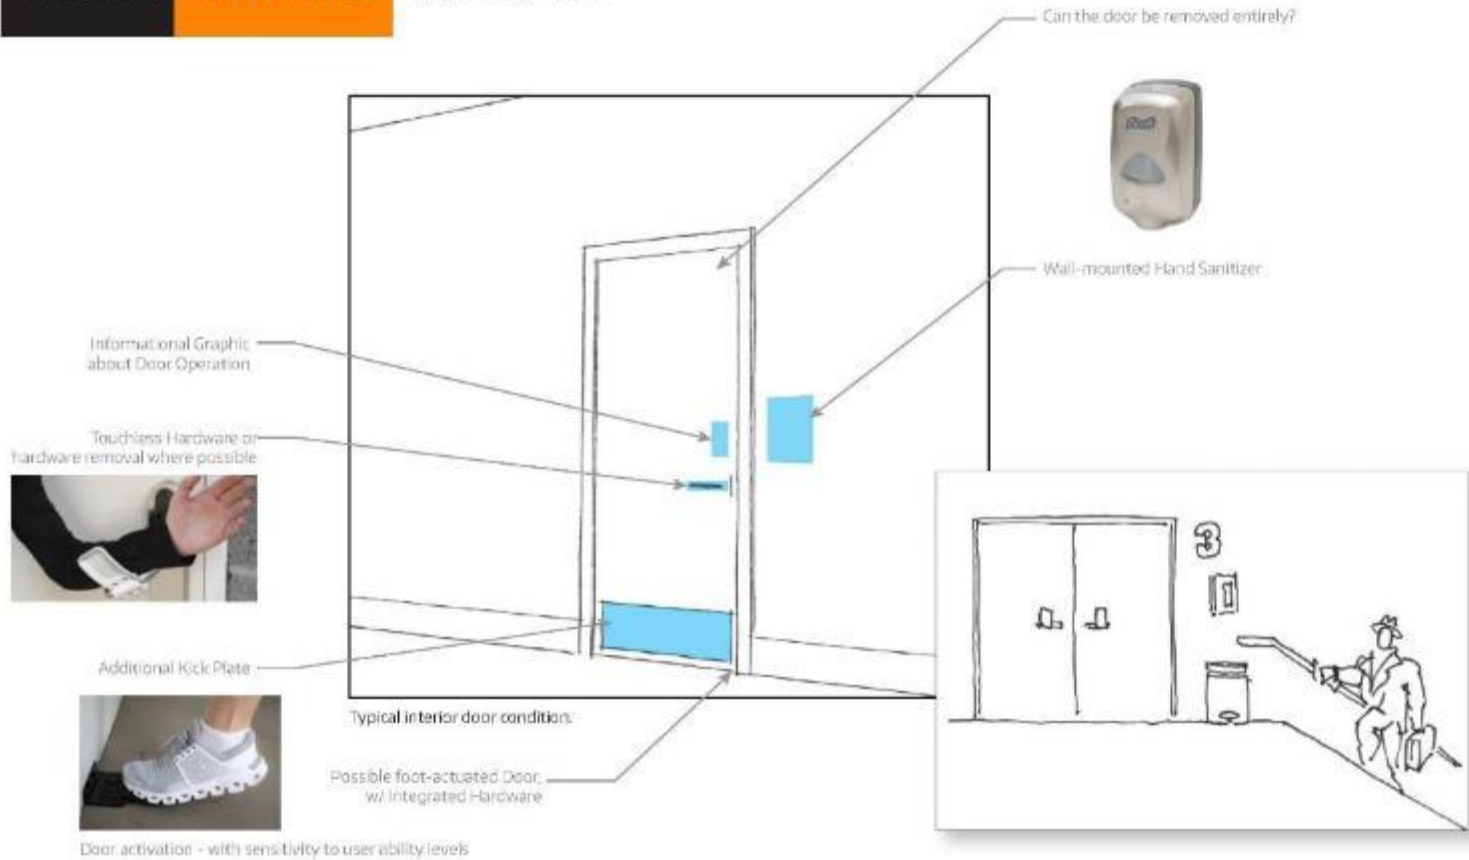 Can the door be removed entirely?
Wall-mounted Hand Sanitizer
Informational Graphic
about Door Operation
Touchless Hardware or
hardware removal where possible
3
Additional Kick Plate
Typical interior door condition.
Possible foot-actuated Door,
w/ Integrated Hardware
Door activation - with sensitivity to user ability levels